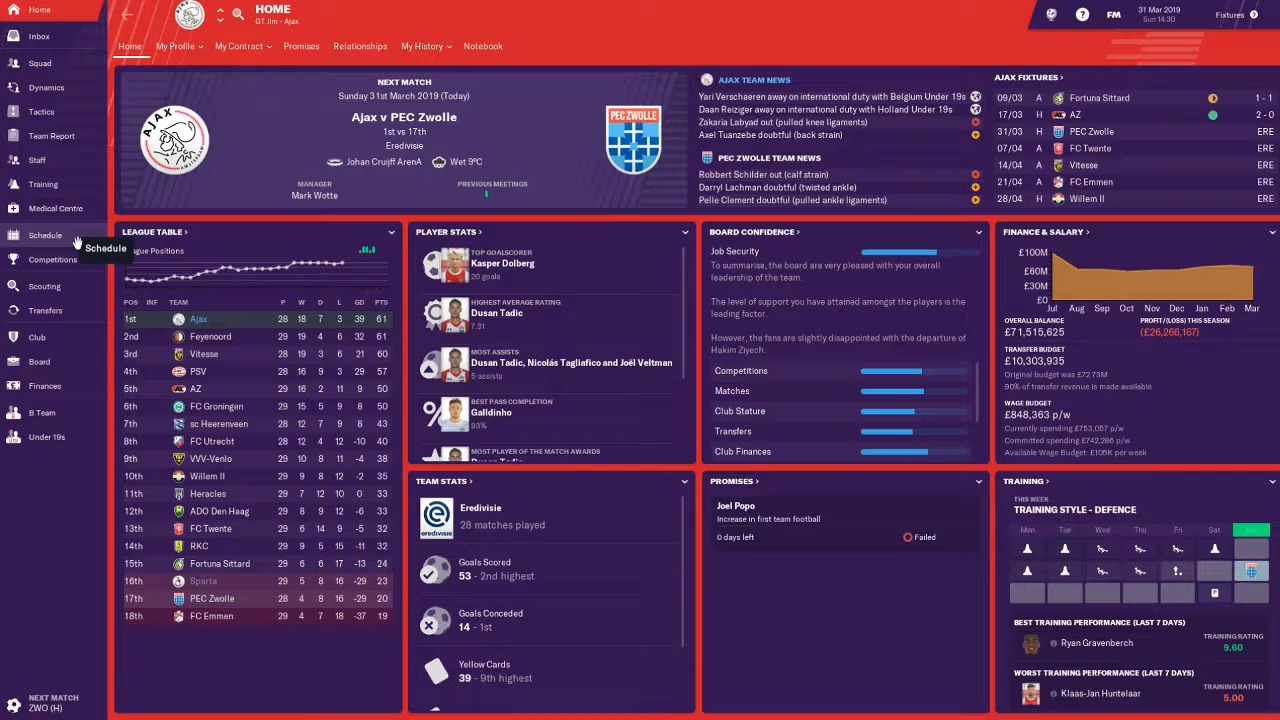 Home
Inbox
Squad
Dynamics
Tactics
Team Report
Staff
Training
Medical Centre
Schedule
Schedule
Competitions
Scouting
Transfers
Club
Board
Finances
B Team
Under 19s
NEXT MATCH
ZWO (H)
HOME
GT Jim - Ajax
FM
31 Mar 2019
Sun 14:30
Fixtures
Home My Profile My Contract Promises Relationships My History Notebook
NEXT MATCH
Sunday 31st March 2019 (Today)
Ajax v PEC Zwolle
1st vs 17th
Eredivisie
Johan Cruijff ArenA Wet 9ºC
MANAGER
Mark Wotte
PREVIOUS MEETINGS
AJAX
AMSTERDAM
PEC ZWOLLE
AJAX TEAM NEWS
Yari Verschaeren away on international duty with Belgium Under 19s
Daan Reiziger away on international duty with Holland Under 19s
Zakaria Labyad out (pulled knee ligaments)
Axel Tuanzebe doubtful (back strain)
PEC ZWOLLE TEAM NEWS
Robbert Schilder out (calf strain)
Darryl Lachman doubtful (twisted ankle)
Pelle Clement doubtful (pulled ankle ligaments)
AJAX FIXTURES
09/03 A Fortuna Sittard 1 - 1
17/03 H AZ 2 - 0
31/03 H PEC Zwolle ERE
07/04 A FC Twente ERE
14/04 A Vitesse ERE
21/04 A FC Emmen ERE
28/04 H Willem II ERE
LEAGUE TABLE
gue Positions
POS INF TEAM P W D L GD PTS
1st Ajax 28 18 7 3 39 61
2nd Feyenoord 29 19 4 6 32 61
3rd Vitesse 28 19 3 6 21 60
4th PSV 28 16 9 3 29 57
5th AZ 29 16 2 11 9 50
6th FC Groningen 29 15 5 9 8 50
7th sc Heerenveen 28 12 7 9 8 43
8th FC Utrecht 28 12 4 12 -10 40
9th VVV-Venlo 29 10 8 11 -4 38
10th Willem II 29 9 8 12 -2 35
11th Heracles 29 7 12 10 0 33
12th ADO Den Haag 29 8 9 12 -6 33
13th FC Twente 29 6 14 9 -5 32
14th RKC 29 9 5 15 -11 32
15th Fortuna Sittard 29 6 6 17 -13 24
16th Sparta 29 5 8 16 -29 23
17th PEC Zwolle 28 4 8 16 -29 20
18th FC Emmen 29 4 7 18 -37 19
PLAYER STATS
TOP GOALSCORER
Kasper Dolberg
20 goals
HIGHEST AVERAGE RATING
Dusan Tadic
7.31
MOST ASSISTS
Dusan Tadic, Nicolás Tagliafico and Joël Veltman
5 assists
BEST PASS COMPLETION
Galldinho
93%
MOST PLAYER OF THE MATCH AWARDS
Dusan Tadic
TEAM STATS
eredivisie
Eredivisie
28 matches played
Goals Scored
53 - 2nd highest
Goals Conceded
14 - 1st
Yellow Cards
39 - 9th highest
BOARD CONFIDENCE
Job Security
To summarise, the board are very pleased with your overall
leadership of the team.
The level of support you have attained amongst the players is the
leading factor.
However, the fans are slightly disappointed with the departure of
Hakim Ziyech.
Competitions
Matches
Club Stature
Transfers
Club Finances
PROMISES
Joel Popo
Increase in first team football
0 days left Failed
FINANCE & SALARY
£100M
£60M
£30M
£0
Jul Aug Sep Oct Nov Dec Jan Feb Mar
OVERALL BALANCE
£71,515,625
PROFIT/(LOSS) THIS SEASON
(£26,266,167)
TRANSFER BUDGET
£10,303,935
Original budget was £7.273M
90% of transfer revenue is made available
WAGE BUDGET
£848,363 p/w
Currently spending £753,057 p/w
Committed spending £742,286 p/w
Available Wage Budget: £105K per week
TRAINING
THIS WEEK
TRAINING STYLE - DEFENCE
Mon Tue Wed Thu Fri Sat
BEST TRAINING PERFORMANCE (LAST 7 DAYS)
Ryan Gravenberch
TRAINING RATING
9.60
WORST TRAINING PERFORMANCE (LAST 7 DAYS)
Klaas-Jan Huntelaar
TRAINING RATING
5.00